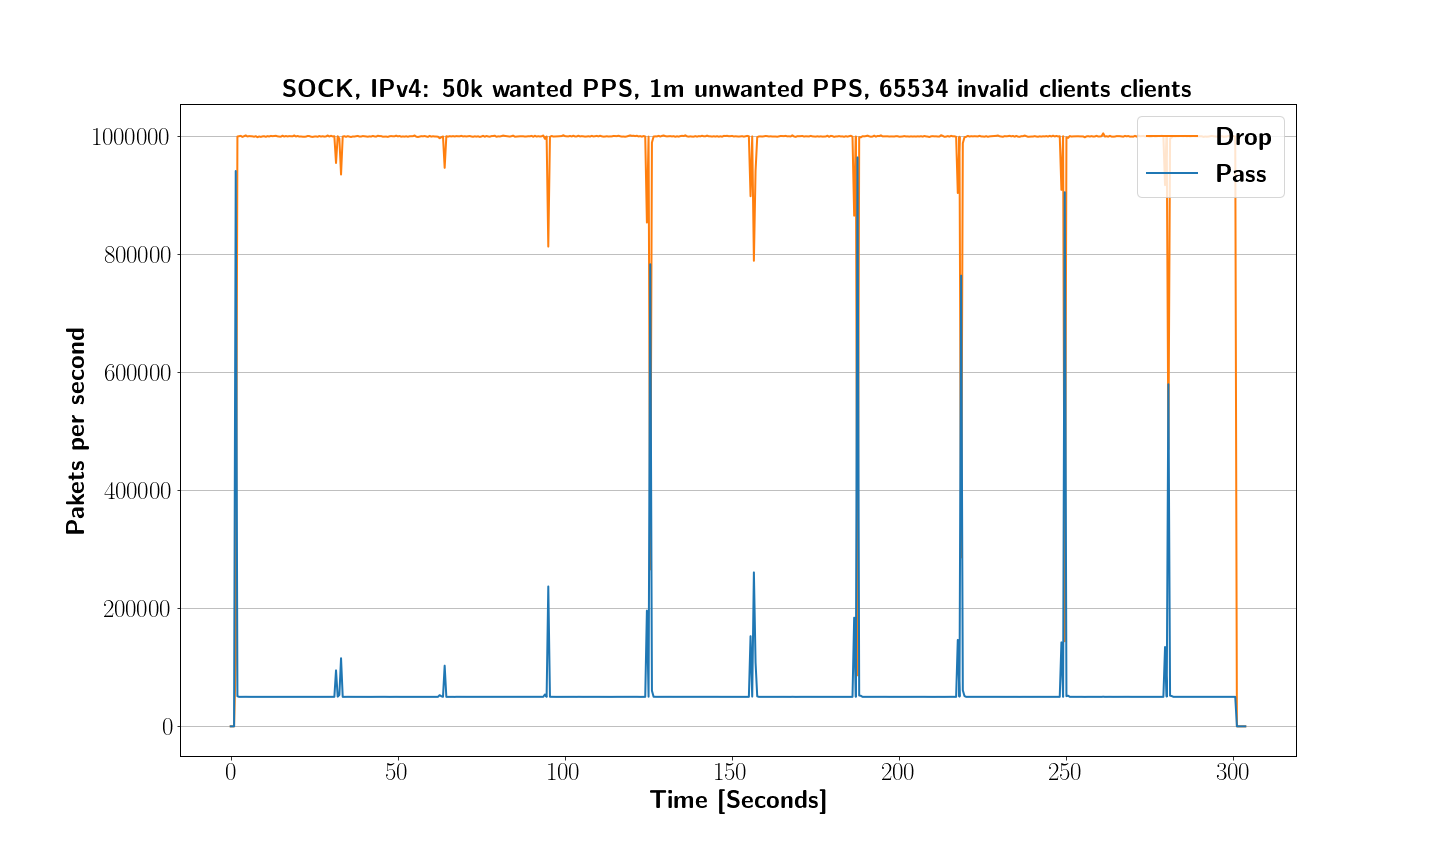 SOCK, IPv4: 50k wanted PPS, 1m unwanted PPS, 65534 invalid clients clients
Drop
Pass
Pakets per second
1000000
800000
600000
400000
200000
0
0 50 100 150 200 250 300
Time [Seconds]